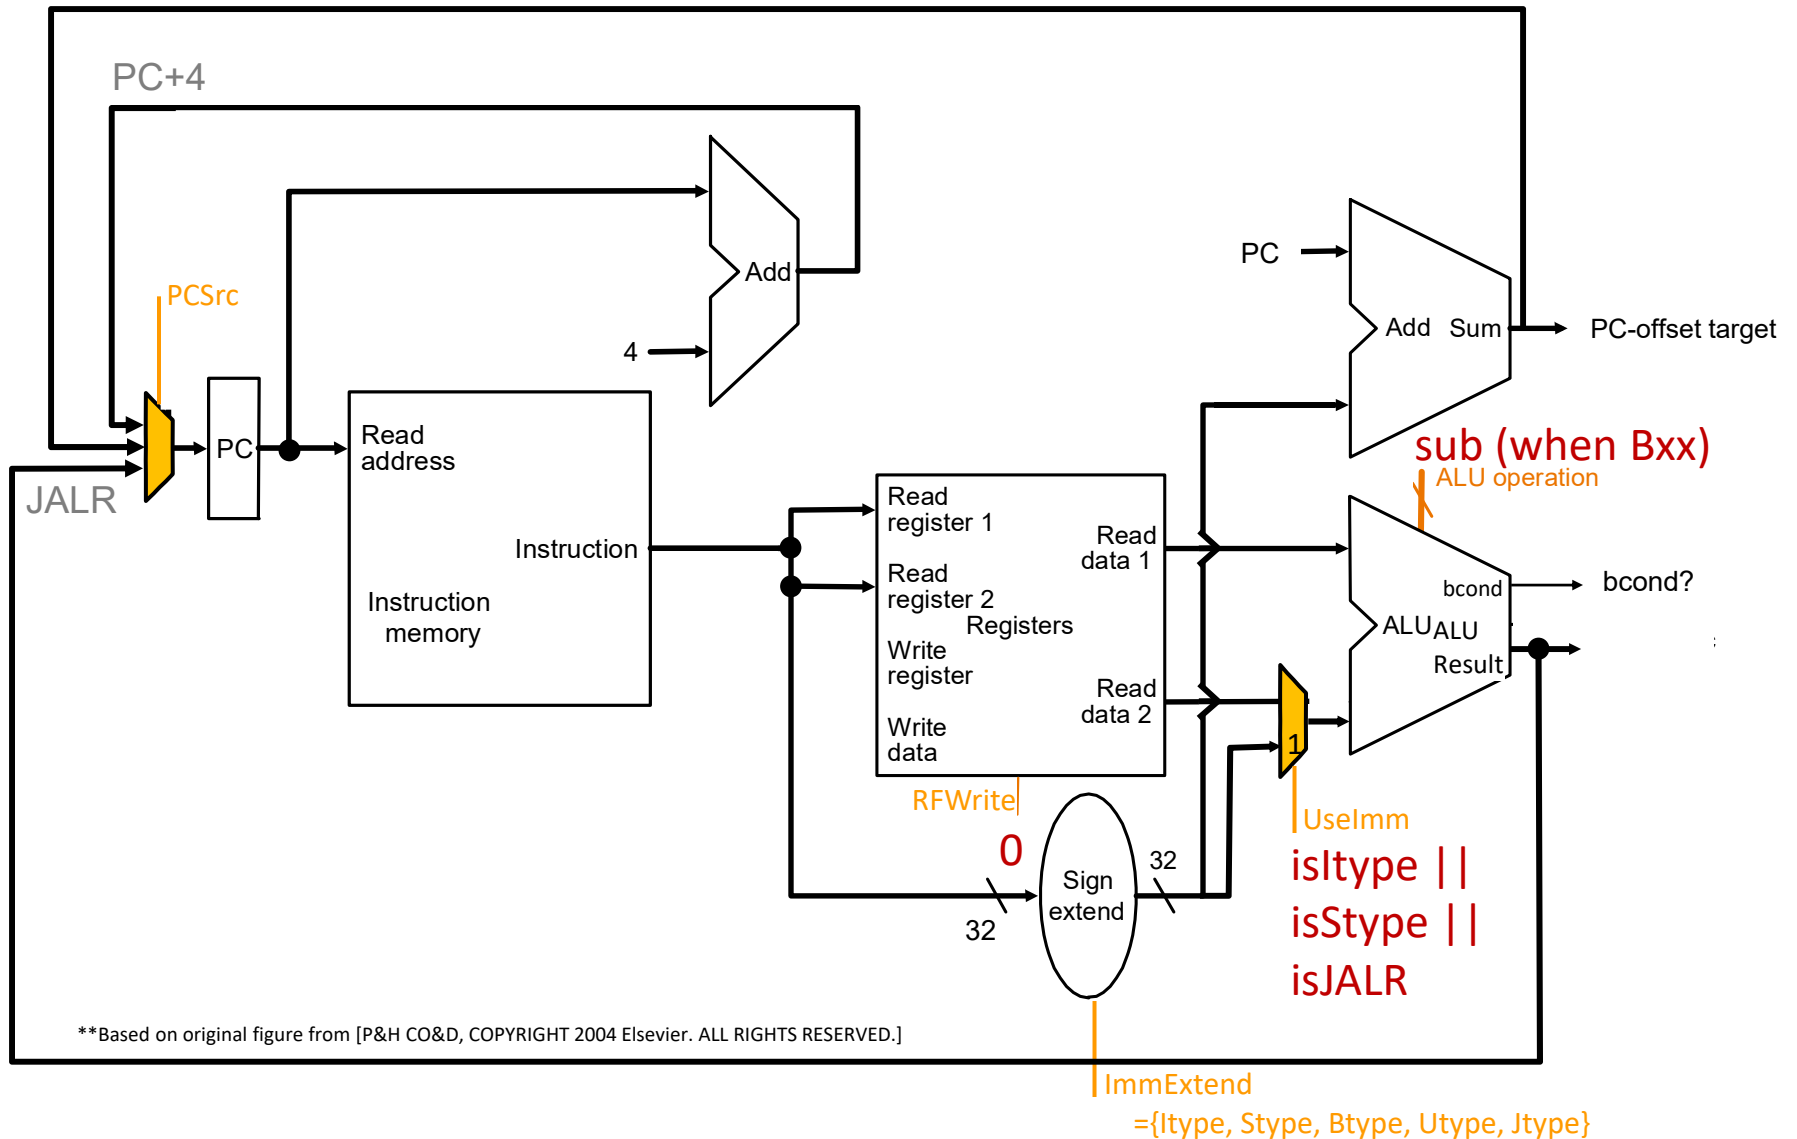 PC+4
PCSrc
Add
4
PC
JALR
Read
address
Instruction
Instruction
memory
Read
register 1
Read
register 2
Registers
Write
register
Write
data
Read
data 1
Read
data 2
RFWrite
0
32
Sign
extend
32
PC
Add Sum
PC-offset target
sub (when Bxx)
ALU operation
bcond
bcond?
ALU
ALU
Result
1
UseImm
isItype ||
isStype ||
isJALR
**Based on original figure from [P&H CO&D, COPYRIGHT 2004 Elsevier. ALL RIGHTS RESERVED.]
ImmExtend
={Itype, Stype, Btype, Utype, Jtype}